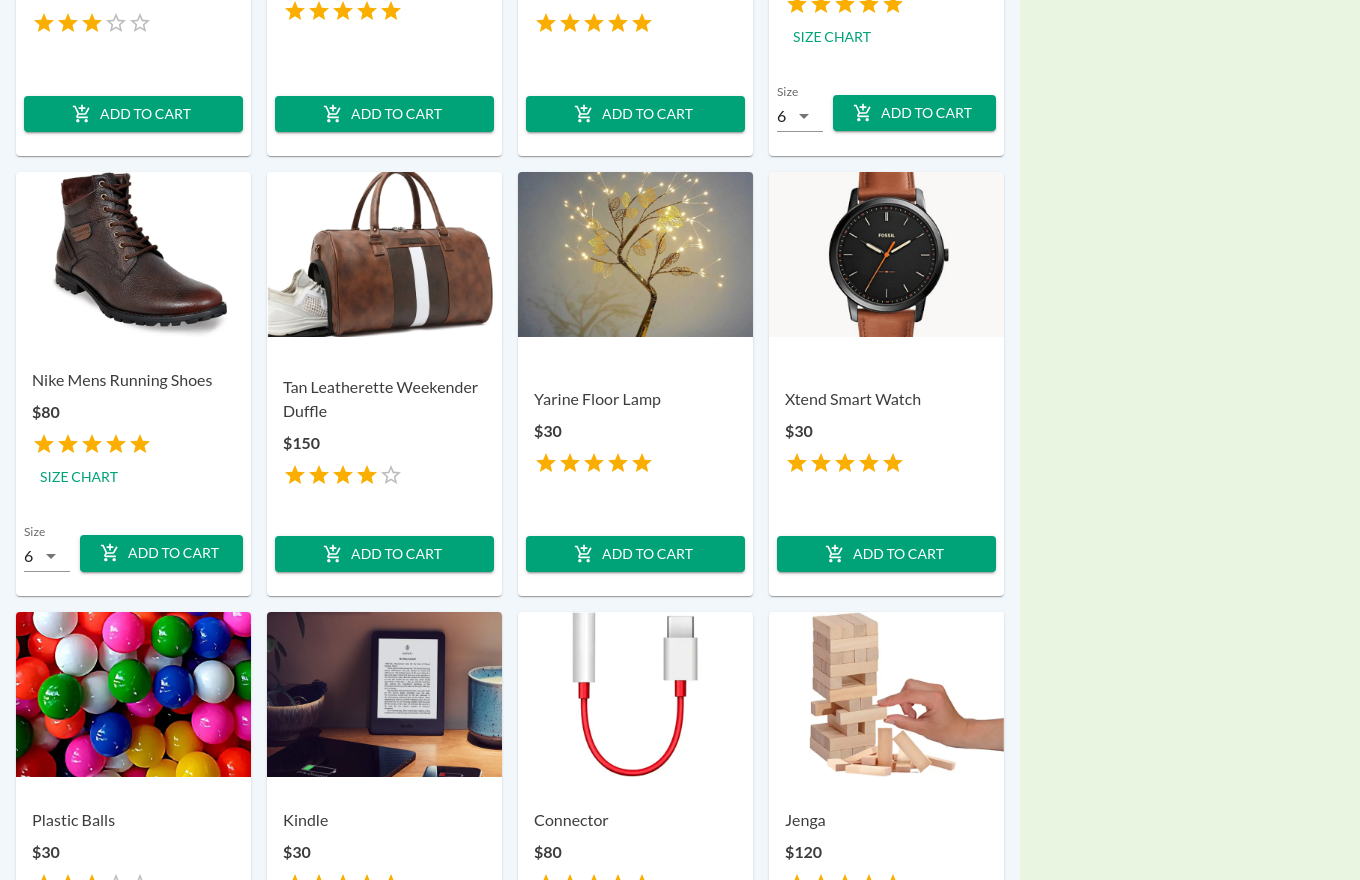 SIZE CHART
ADD TO CART
ADD TO CART
ADD TO CART
Size
6
ADD TO CART
FOSSIL
Nike Mens Running Shoes
$80
SIZE CHART
Size
6
ADD TO CART
Tan Leatherette Weekender
Duffle
$150
ADD TO CART
Yarine Floor Lamp
$30
ADD TO CART
Xtend Smart Watch
$30
ADD TO CART
Plastic Balls
$30
Kindle
$30
Connector
$80
Jenga
$120